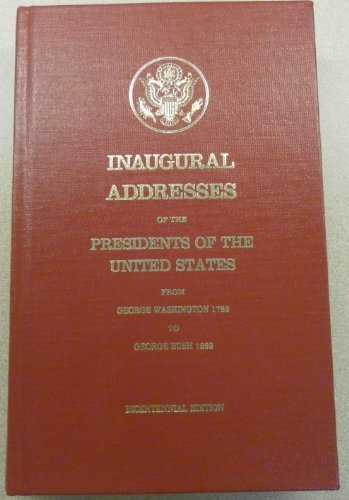 INAUGURAL
ADDRESSES
OF THE
PRESIDENTS OF THE
UNITED STATES
FROM
GEORGE WASHINGTON 1789
TO
GEORGE BUSH 1989
BICENTENNIAL EDITION